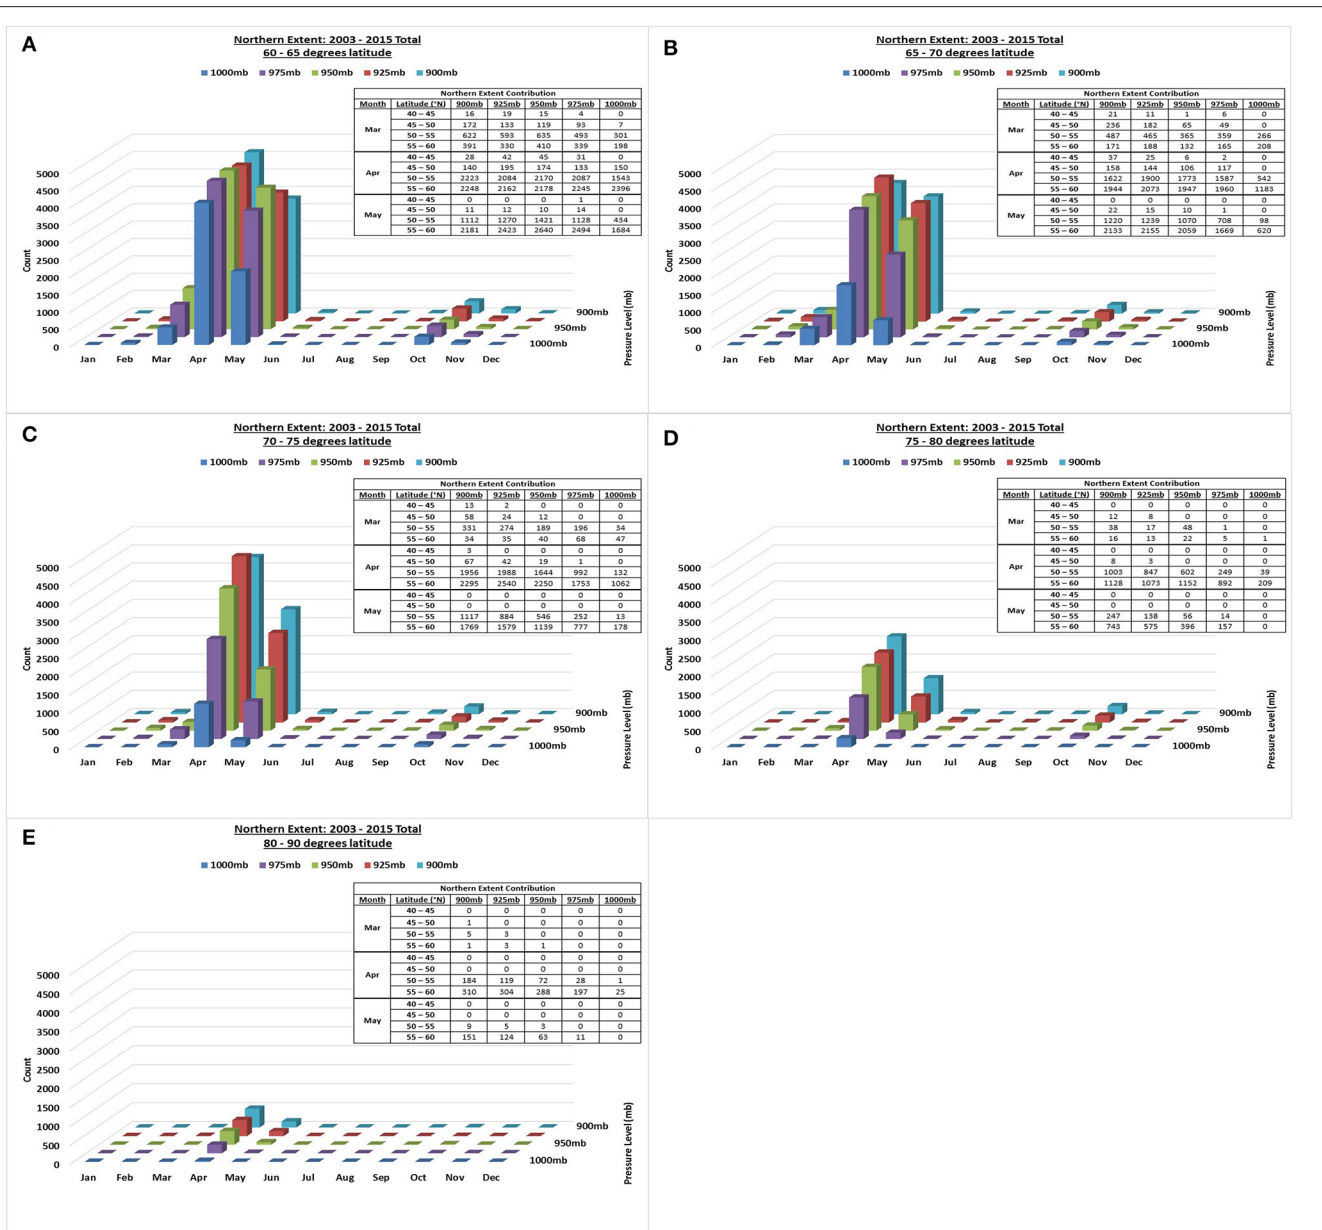 A
Northern Extent: 2003 - 2015 Total
60 - 65 degrees latitude
1000mb 975mb 950mb 925mb 900mb
Northern Extent Contribution
Month Latitude (°N) 900mb 925mb 950mb 975mb 1000mb
Mar
40 – 45 16 19 15 4 0
45 – 50 172 133 119 93 7
50 – 55 622 593 635 493 301
55 – 60 391 330 410 339 198
Apr
40 – 45 28 42 45 31 0
45 – 50 140 195 174 133 150
50 – 55 2223 2084 2170 2087 1543
55 – 60 2248 2162 2178 2245 2396
May
40 – 45 0 0 0 1 0
45 – 50 11 12 10 14 0
50 – 55 1112 1270 1421 1128 434
55 – 60 2181 2423 2640 2494 1684
5000
4500
4000
3500
3000
2500
2000
1500
1000
500
0
Count
Jan Feb Mar Apr May Jun Jul Aug Sep Oct Nov Dec
900mb
950mb
1000mb
Pressure Level (mb)
B
Northern Extent: 2003 - 2015 Total
65 - 70 degrees latitude
1000mb 975mb 950mb 925mb 900mb
Northern Extent Contribution
Month Latitude (°N) 900mb 925mb 950mb 975mb 1000mb
Mar
40 – 45 21 11 1 6 0
45 – 50 236 182 65 49 0
50 – 55 487 465 365 359 266
55 – 60 171 188 132 165 208
Apr
40 – 45 37 25 6 2 0
45 – 50 158 144 106 117 0
50 – 55 1622 1900 1773 1587 542
55 – 60 1944 2073 1947 1960 1183
May
40 – 45 0 0 0 0 0
45 – 50 22 15 10 1 0
50 – 55 1220 1239 1070 708 98
55 – 60 2133 2155 2059 1669 620
5000
4500
4000
3500
3000
2500
2000
1500
1000
500
0
Count
Jan Feb Mar Apr May Jun Jul Aug Sep Oct Nov Dec
900mb
950mb
1000mb
Pressure Level (mb)
C
Northern Extent: 2003 - 2015 Total
70 - 75 degrees latitude
1000mb 975mb 950mb 925mb 900mb
Northern Extent Contribution
Month Latitude (°N) 900mb 925mb 950mb 975mb 1000mb
Mar
40 – 45 13 2 0 0 0
45 – 50 58 24 12 0 0
50 – 55 331 274 189 196 34
55 – 60 34 35 40 68 47
Apr
40 – 45 3 0 0 0 0
45 – 50 67 42 19 1 0
50 – 55 1956 1988 1644 992 132
55 – 60 2295 2540 2250 1753 1062
May
40 – 45 0 0 0 0 0
45 – 50 0 0 0 0 0
50 – 55 1117 884 546 252 13
55 – 60 1769 1579 1139 777 178
5000
4500
4000
3500
3000
2500
2000
1500
1000
500
0
Count
Jan Feb Mar Apr May Jun Jul Aug Sep Oct Nov Dec
900mb
950mb
1000mb
Pressure Level (mb)
D
Northern Extent: 2003 - 2015 Total
75 - 80 degrees latitude
1000mb 975mb 950mb 925mb 900mb
Northern Extent Contribution
Month Latitude (°N) 900mb 925mb 950mb 975mb 1000mb
Mar
40 – 45 0 0 0 0 0
45 – 50 12 8 0 0 0
50 – 55 38 17 48 1 0
55 – 60 16 13 22 5 1
Apr
40 – 45 0 0 0 0 0
45 – 50 8 3 0 0 0
50 – 55 1003 847 602 249 39
55 – 60 1128 1073 1152 892 209
May
40 – 45 0 0 0 0 0
45 – 50 0 0 0 0 0
50 – 55 247 138 56 14 0
55 – 60 743 575 396 157 0
5000
4500
4000
3500
3000
2500
2000
1500
1000
500
0
Count
Jan Feb Mar Apr May Jun Jul Aug Sep Oct Nov Dec
900mb
950mb
1000mb
Pressure Level (mb)
E
Northern Extent: 2003 - 2015 Total
80 - 90 degrees latitude
1000mb 975mb 950mb 925mb 900mb
Northern Extent Contribution
Month Latitude (°N) 900mb 925mb 950mb 975mb 1000mb
Mar
40 – 45 0 0 0 0 0
45 – 50 1 0 0 0 0
50 – 55 5 3 0 0 0
55 – 60 1 3 1 0 0
Apr
40 – 45 0 0 0 0 0
45 – 50 0 0 0 0 0
50 – 55 184 119 72 28 1
55 – 60 310 304 288 197 25
May
40 – 45 0 0 0 0 0
45 – 50 0 0 0 0 0
50 – 55 9 5 3 0 0
55 – 60 151 124 63 11 0
5000
4500
4000
3500
3000
2500
2000
1500
1000
500
0
Count
Jan Feb Mar Apr May Jun Jul Aug Sep Oct Nov Dec
900mb
950mb
1000mb
Pressure Level (mb)